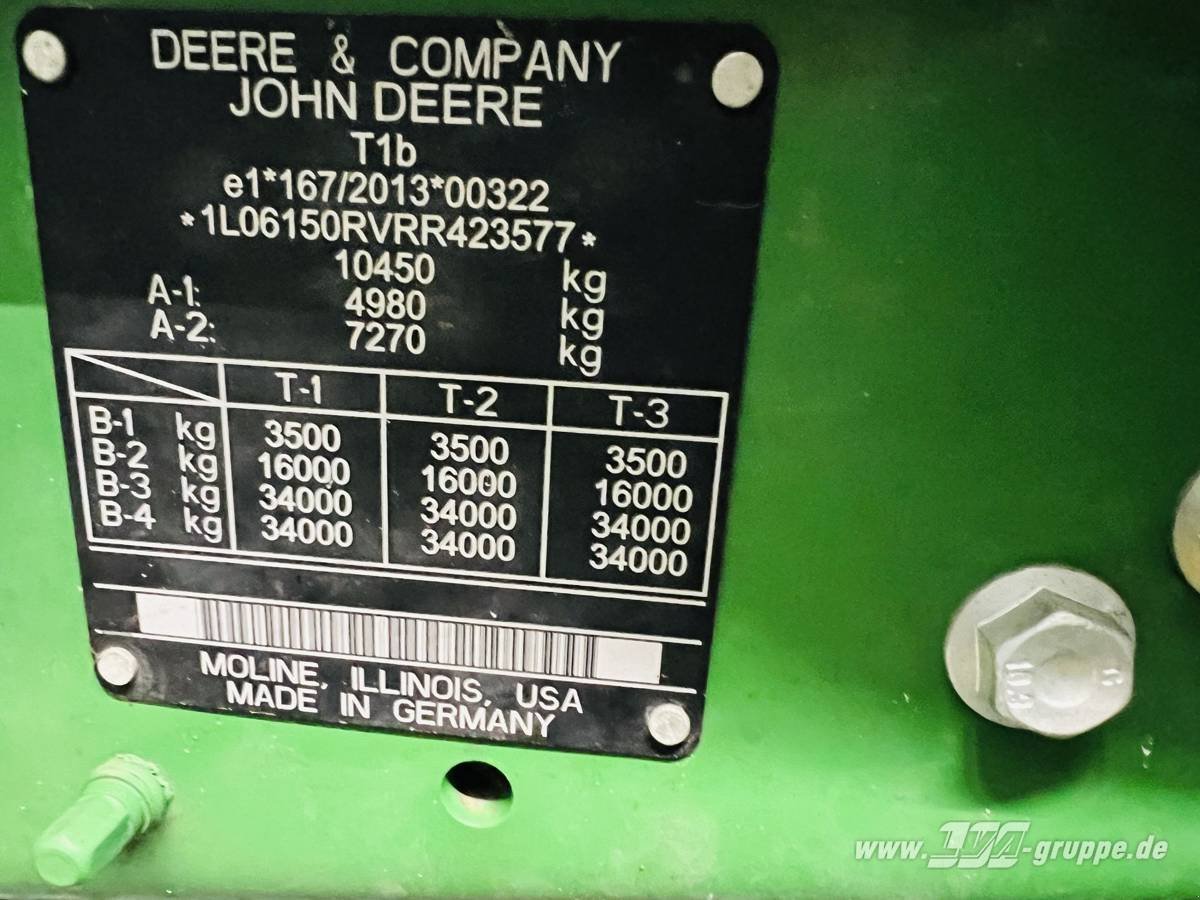 DEERE & COMPANY
JOHN DEERE
T1b
e1*167/2013*00322
*1L06150RVRR423577*
10450 kg
A-1: 4980 kg
A-2: 7270 kg
T-1 T-2 T-3
B-1 kg 3500 3500 3500
B-2 kg 16000 16000 16000
B-3 kg 34000 34000 34000
B-4 kg 34000 34000 34000
MOLINE, ILLINOIS, USA
MADE IN GERMANY
10.9
www.LVA-gruppe.de